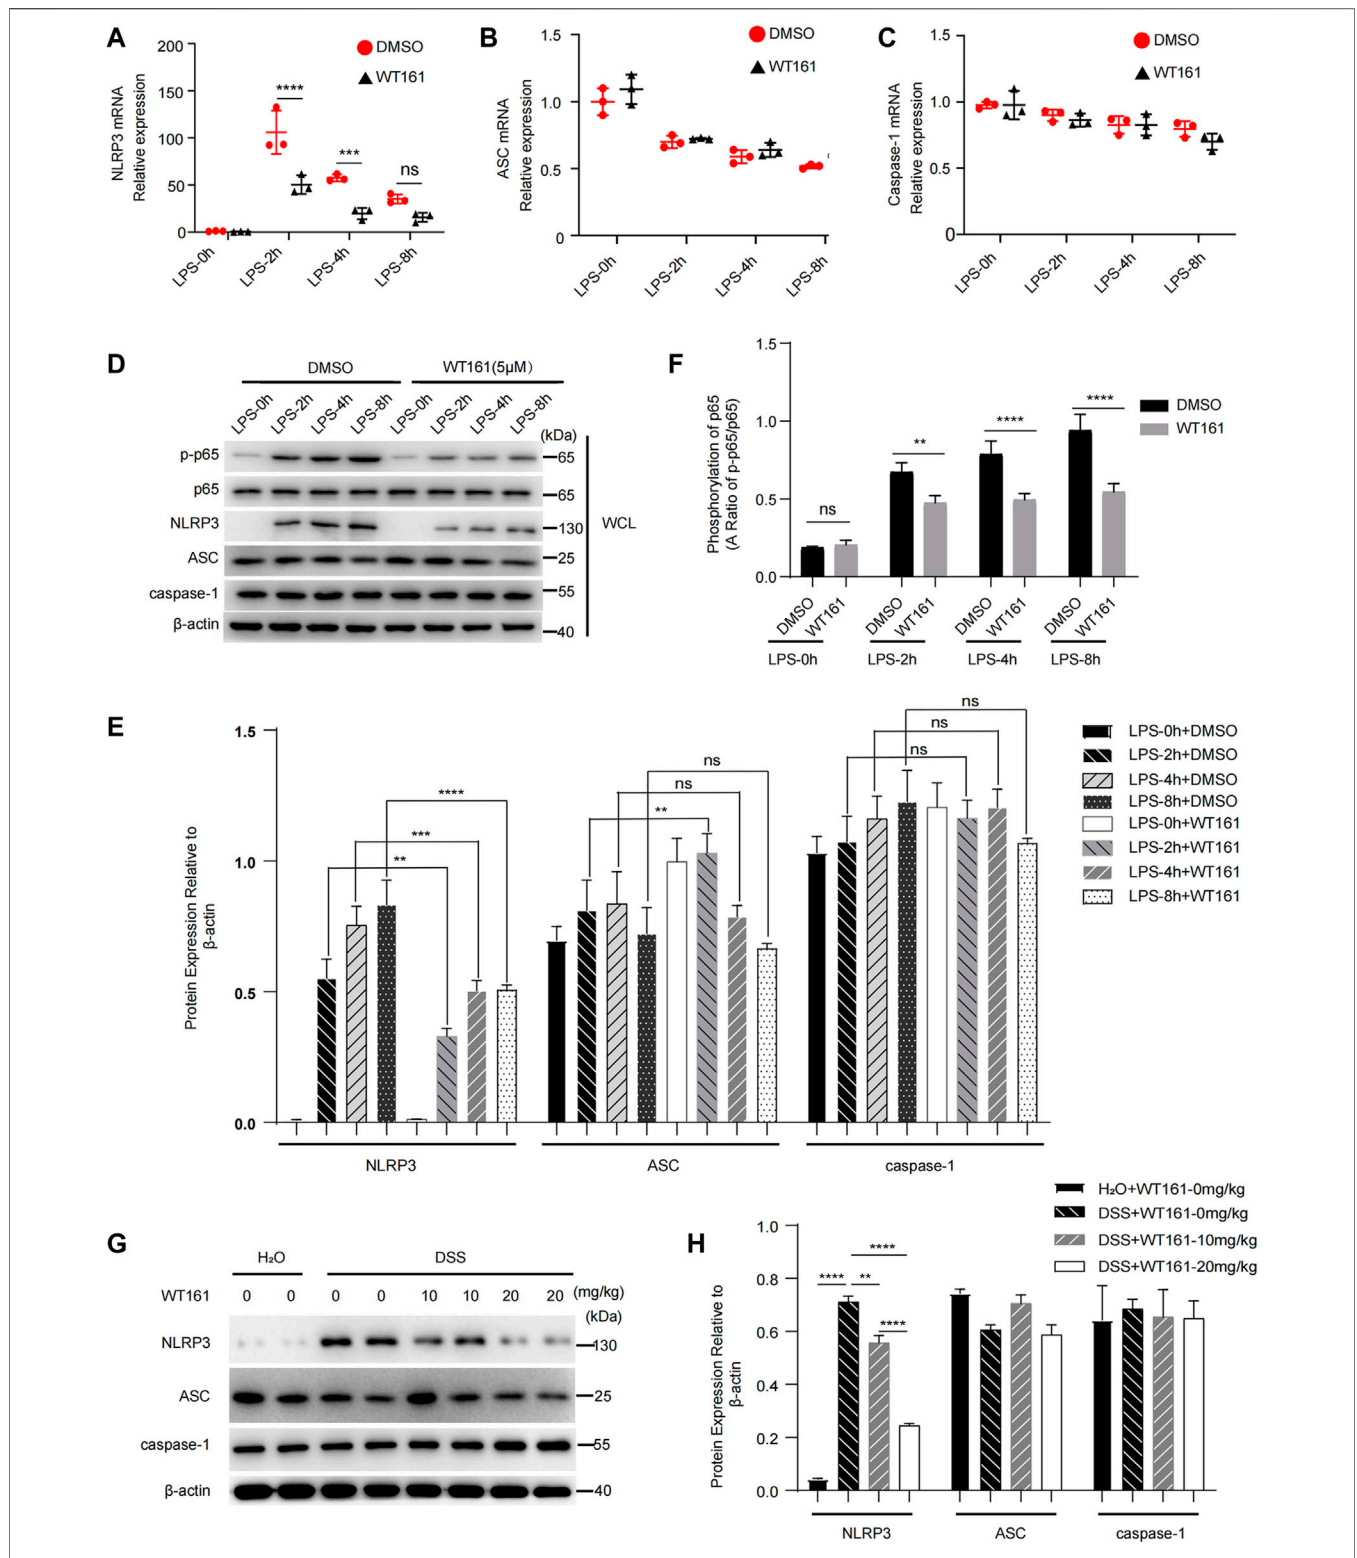 A
200
150
100
50
0
NLRP3 mRNA
Relative expression
DMSO
WT161
****
***
ns
LPS-0h
LPS-2h
LPS-4h
LPS-8h
B
1.5
1.0
0.5
0
ASC mRNA
Relative expression
DMSO
WT161
LPS-0h
LPS-2h
LPS-4h
LPS-8h
C
1.5
1.0
0.5
0
Caspase-1 mRNA
Relative expression
DMSO
WT161
LPS-0h
LPS-2h
LPS-4h
LPS-8h
D
DMSO
WT161(5μM)
LPS-0h
LPS-2h
LPS-4h
LPS-8h
LPS-0h
LPS-2h
LPS-4h
LPS-8h
(kDa)
p-p65
65
p65
65
NLRP3
130
ASC
25
caspase-1
55
β-actin
40
WCL
F
1.5
1.0
0.5
0.0
Phosphorylation of p65
(A Ratio of p-p65/p65)
ns
**
****
****
DMSO
WT161
DMSO
WT161
DMSO
WT161
DMSO
WT161
DMSO
WT161
LPS-0h
LPS-2h
LPS-4h
LPS-8h
E
1.5
1.0
0.5
0.0
Protein Expression Relative to
β-actin
****
***
**
ns
ns
**
ns
ns
ns
LPS-0h+DMSO
LPS-2h+DMSO
LPS-4h+DMSO
LPS-8h+DMSO
LPS-0h+WT161
LPS-2h+WT161
LPS-4h+WT161
LPS-8h+WT161
NLRP3
ASC
caspase-1
G
H₂O
DSS
WT161
0 0 0 0 10 10 20 20 (mg/kg)
(kDa)
NLRP3
130
ASC
25
caspase-1
55
β-actin
40
H
H₂O+WT161-0mg/kg
DSS+WT161-0mg/kg
DSS+WT161-10mg/kg
DSS+WT161-20mg/kg
1.0
0.8
0.6
0.4
0.2
0.0
Protein Expression Relative to
β-actin
****
**** **
****
NLRP3
ASC
caspase-1